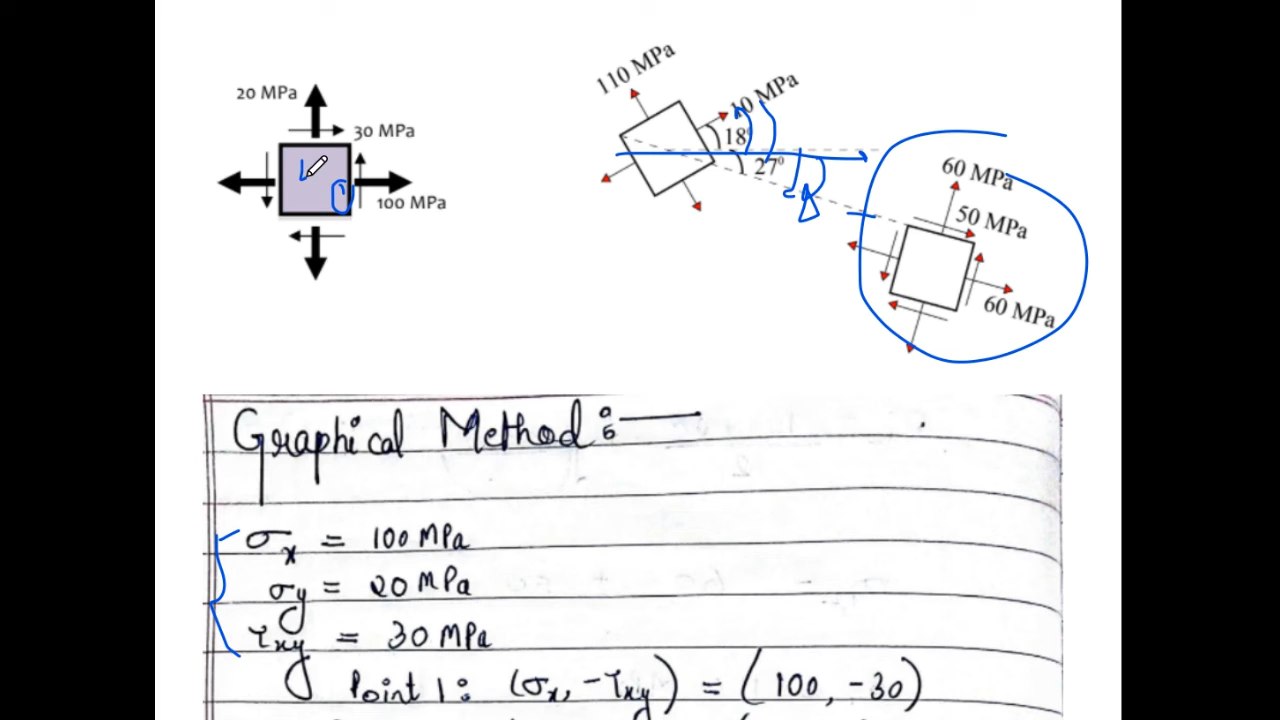 20 MPa
30 MPa
100 MPa
110 MPa
10 MPa
18°
27°
60 MPa
50 MPa
60 MPa
Graphical Method:
σx = 100 MPa
σy = 20 MPa
τxy = 30 MPa
Point 1: (σx, -τxy) = (100, -30)